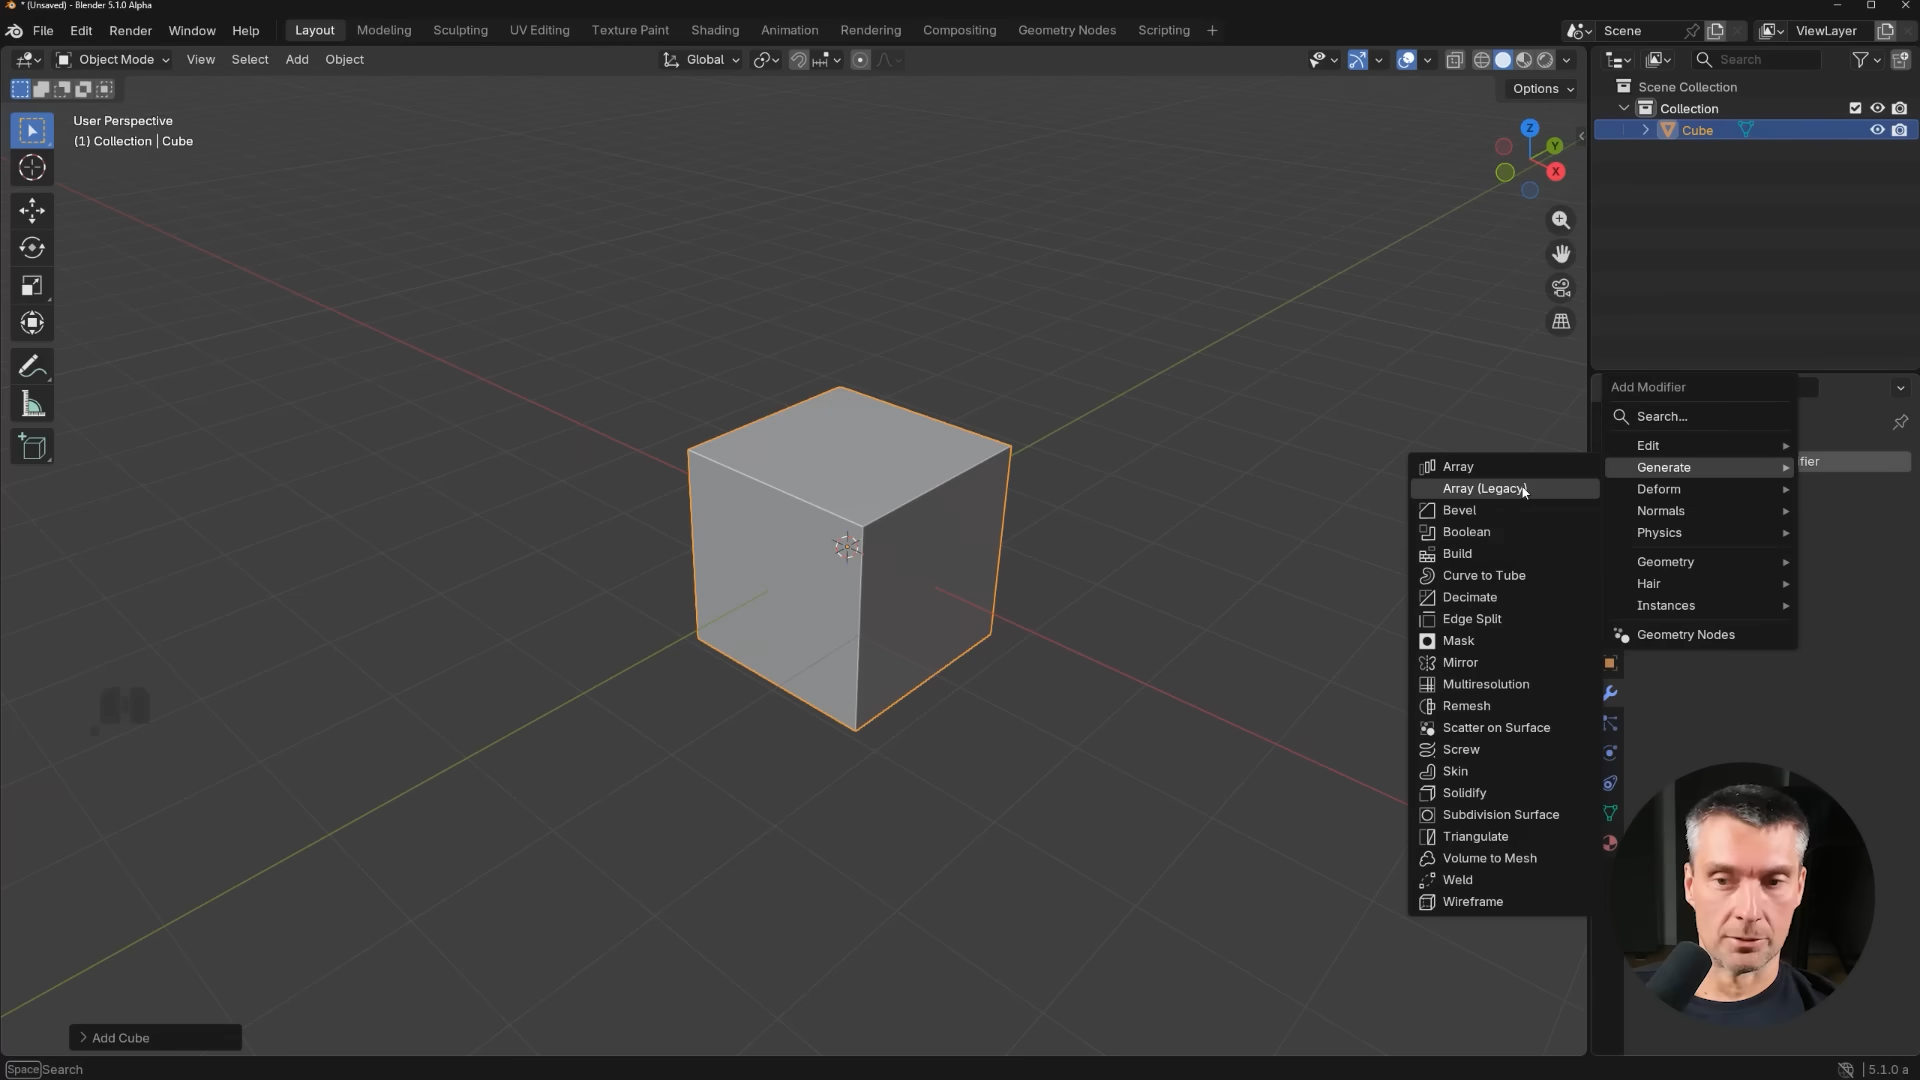 * (Unsaved) - Blender 5.1.0 Alpha
File Edit Render Window Help Layout Modeling Sculpting UV Editing Texture Paint Shading Animation Rendering Compositing Geometry Nodes Scripting + Scene ViewLayer
Object Mode View Select Add Object Global Search
Options
User Perspective
(1) Collection | Cube
Z
Y
X
Scene Collection
Collection
Cube
Add Modifier
Search...
Edit
Generate
Deform
Normals
Physics
Geometry
Hair
Instances
Geometry Nodes
fier
Array
Array (Legacy)
Bevel
Boolean
Build
Curve to Tube
Decimate
Edge Split
Mask
Mirror
Multiresolution
Remesh
Scatter on Surface
Screw
Skin
Solidify
Subdivision Surface
Triangulate
Volume to Mesh
Weld
Wireframe
Add Cube
Space Search
5.1.0 a